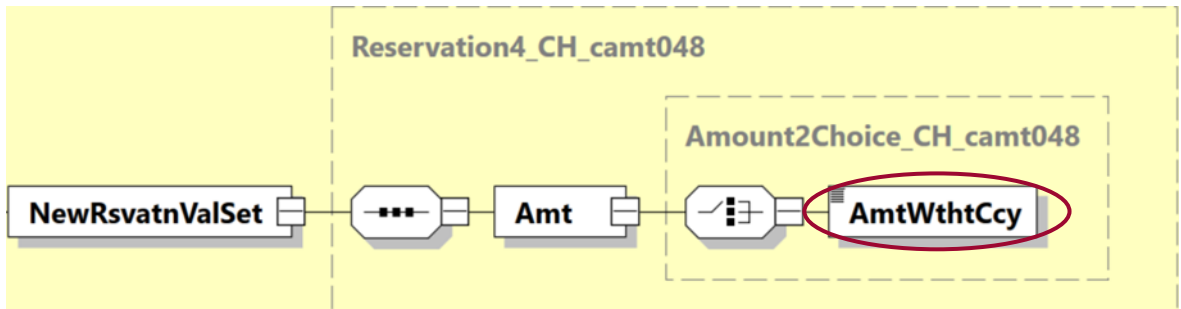 Reservation4_CH_camt048
Amount2Choice_CH_camt048
NewRsvatnValSet
Amt
AmtWthtCcy